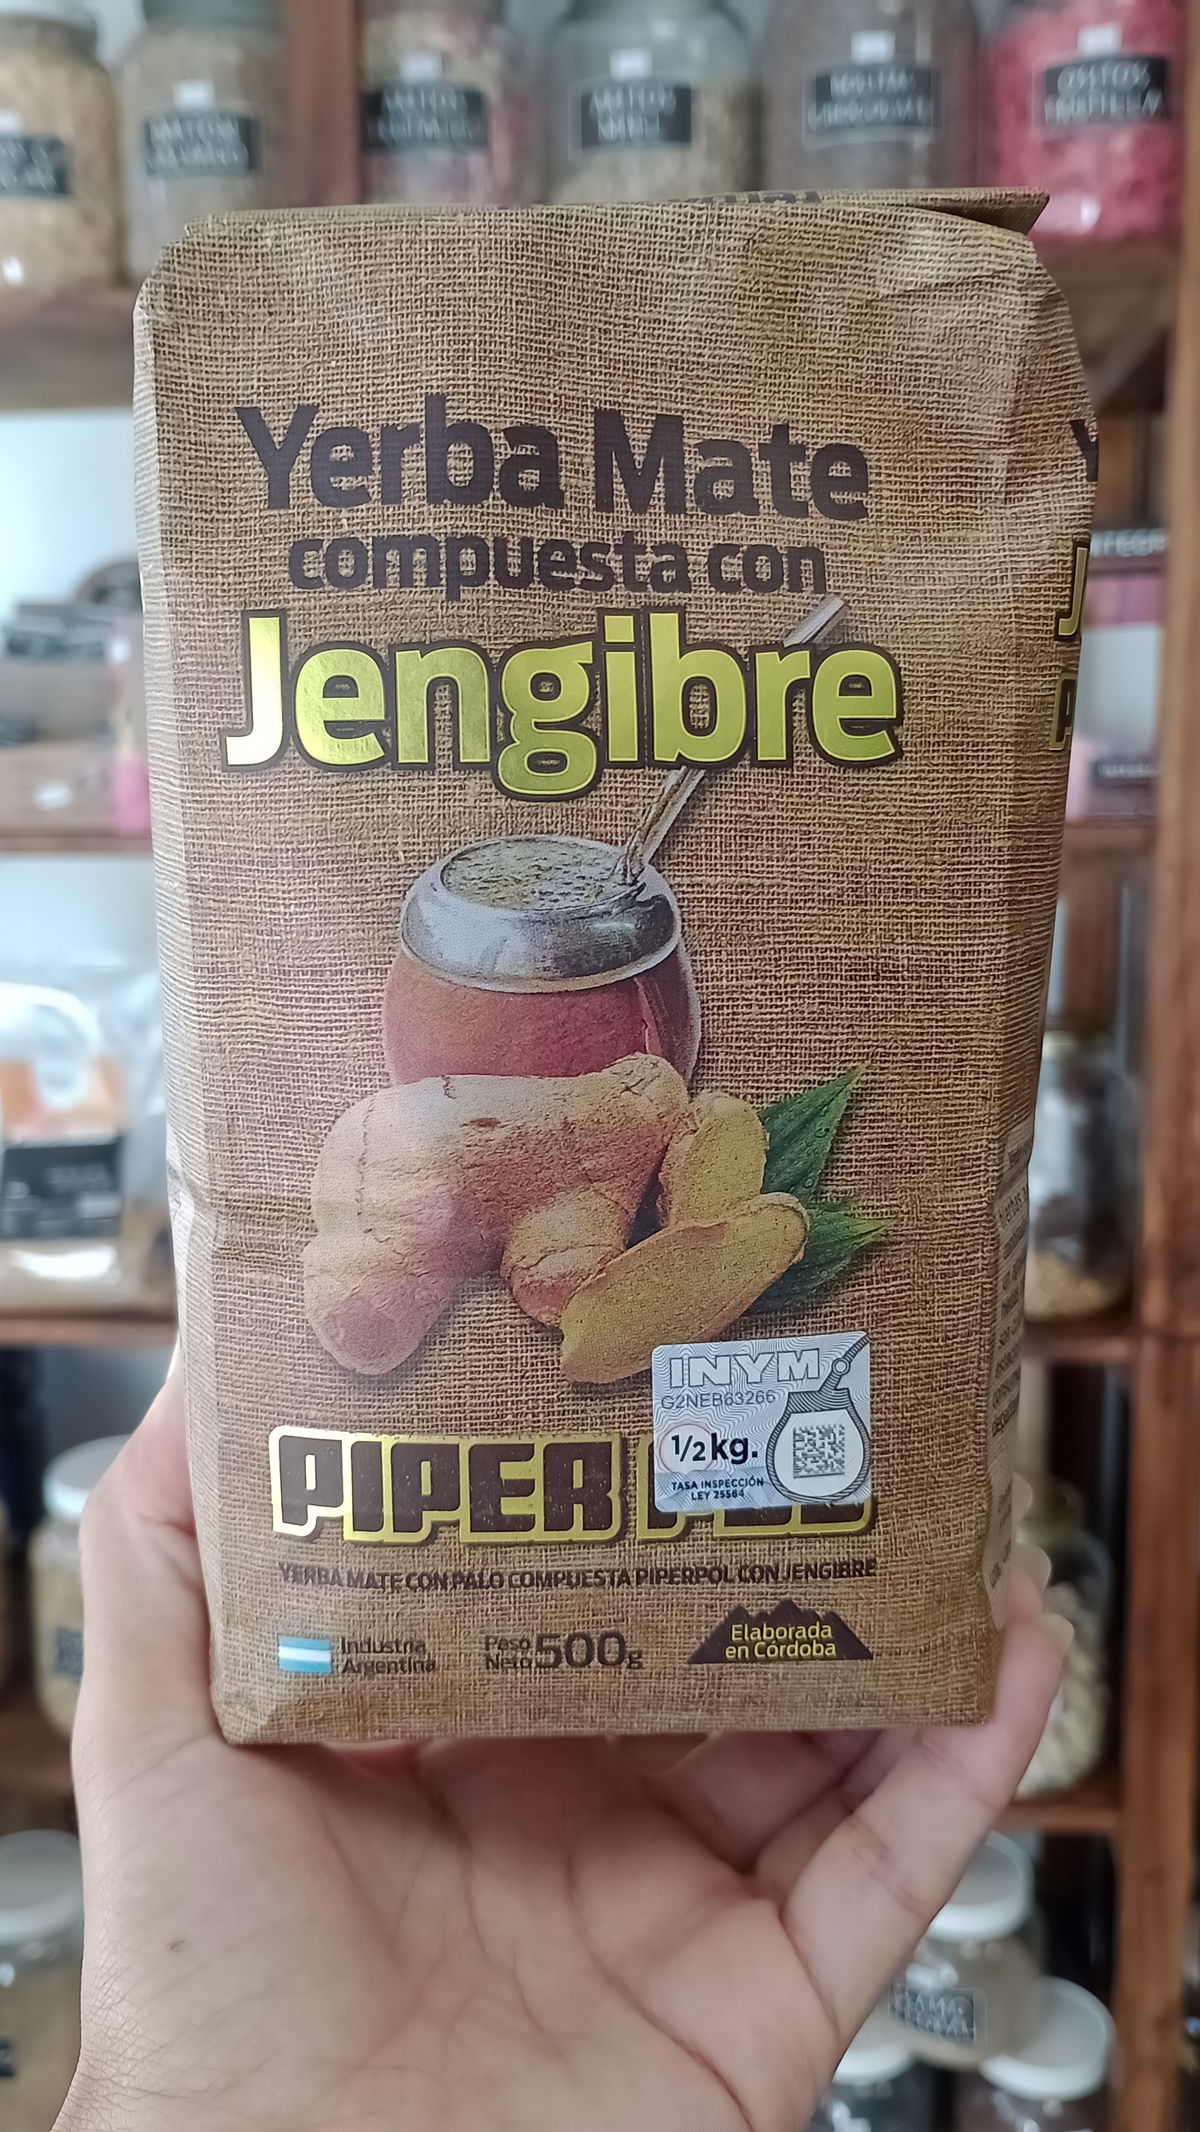 Yerba Mate
compuesta con
Jengibre
INYM
G2NEB63266
1/2 kg.
TASA INSPECCIÓN
LEY 25564
PIPER
YERBA MATE CON PALO COMPUESTA PIPERPOL CON JENGIBRE
Industria
Argentina
Peso
Neto 500g
Elaborada
en Córdoba